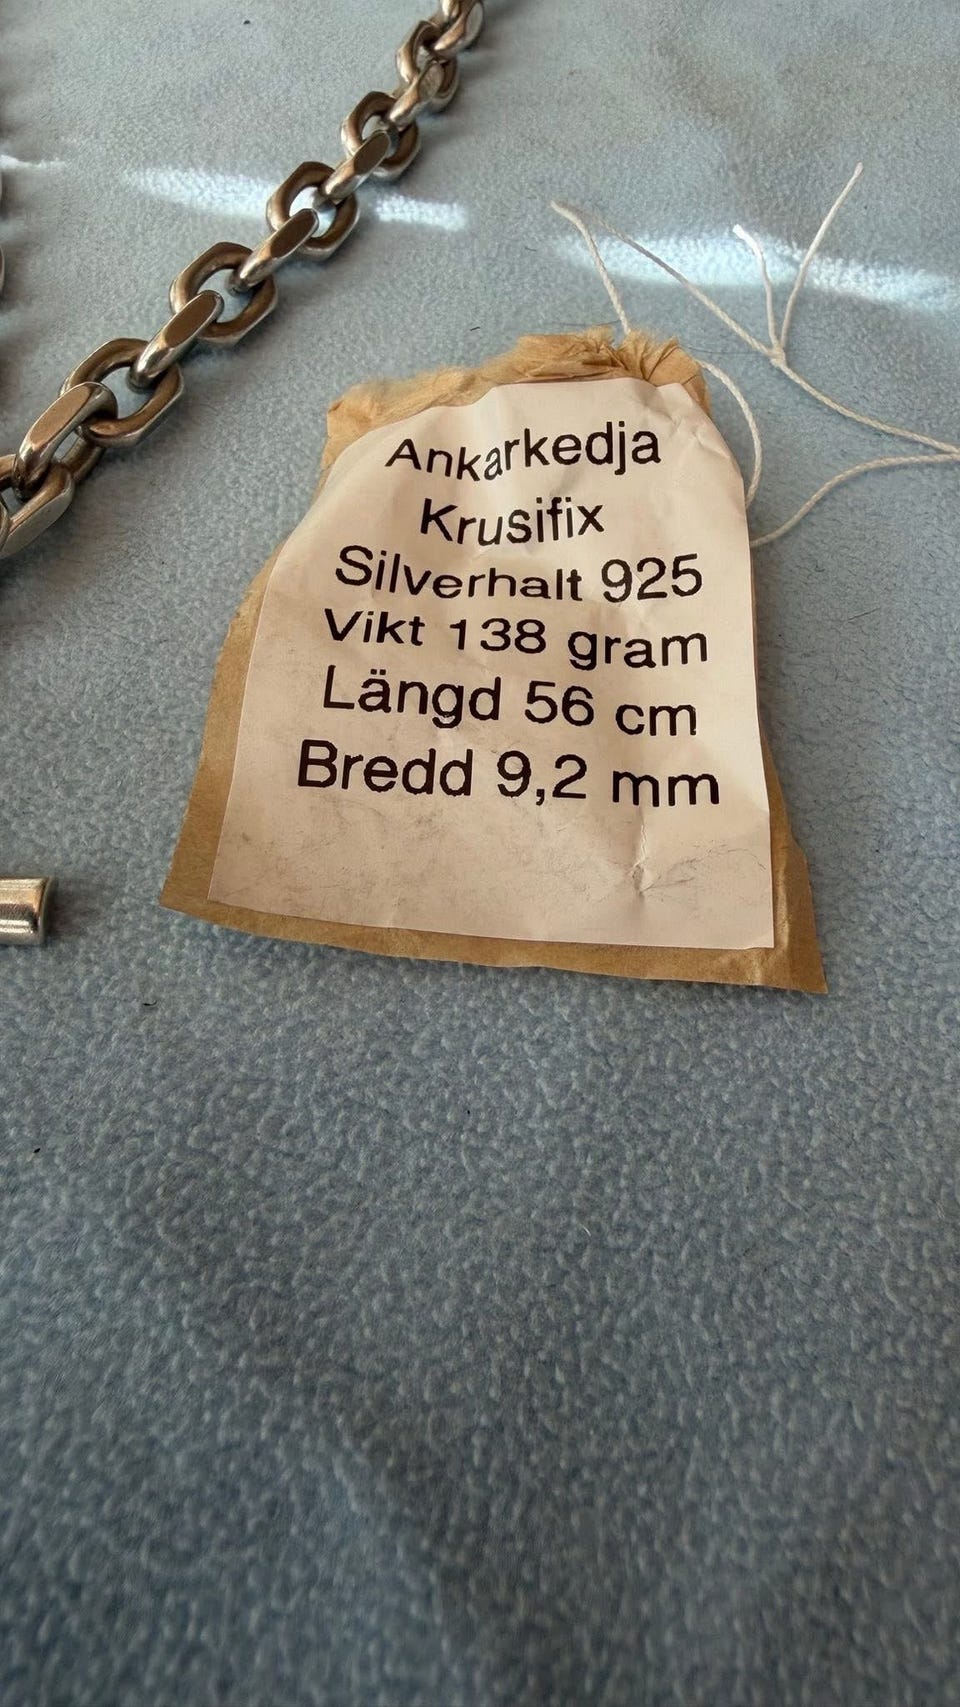 Ankarkedja
Krusifix
Silverhalt 925
Vikt 138 gram
Längd 56 cm
Bredd 9,2 mm